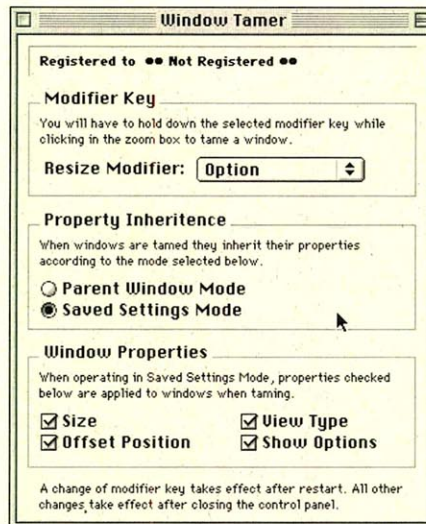 Window Tamer
Registered to •• Not Registered ••
Modifier Key
You will have to hold down the selected modifier key while
clicking in the zoom box to tame a window.
Resize Modifier: Option
Property Inheritence
When windows are tamed they inherit their properties
according to the mode selected below.
Parent Window Mode
Saved Settings Mode
Window Properties
When operating in Saved Settings Mode, properties checked
below are applied to windows when taming.
Size View Type
Offset Position Show Options
A change of modifier key takes effect after restart. All other
changes take effect after closing the control panel.